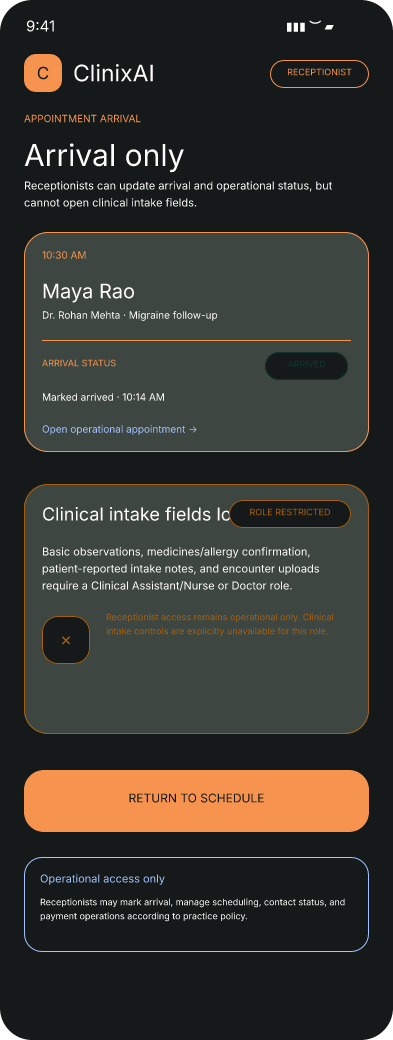 9:41
C ClinixAI
RECEPTIONIST
APPOINTMENT ARRIVAL
Arrival only
Receptionists can update arrival and operational status, but
cannot open clinical intake fields.
10:30 AM
Maya Rao
Dr. Rohan Mehta · Migraine follow-up
ARRIVAL STATUS
ARRIVED
Marked arrived · 10:14 AM
Open operational appointment →
Clinical intake fields lo
ROLE RESTRICTED
Basic observations, medicines/allergy confirmation,
patient-reported intake notes, and encounter uploads
require a Clinical Assistant/Nurse or Doctor role.
×
Receptionist access remains operational only. Clinical
intake controls are explicitly unavailable for this role.
RETURN TO SCHEDULE
Operational access only
Receptionists may mark arrival, manage scheduling, contact status, and
payment operations according to practice policy.